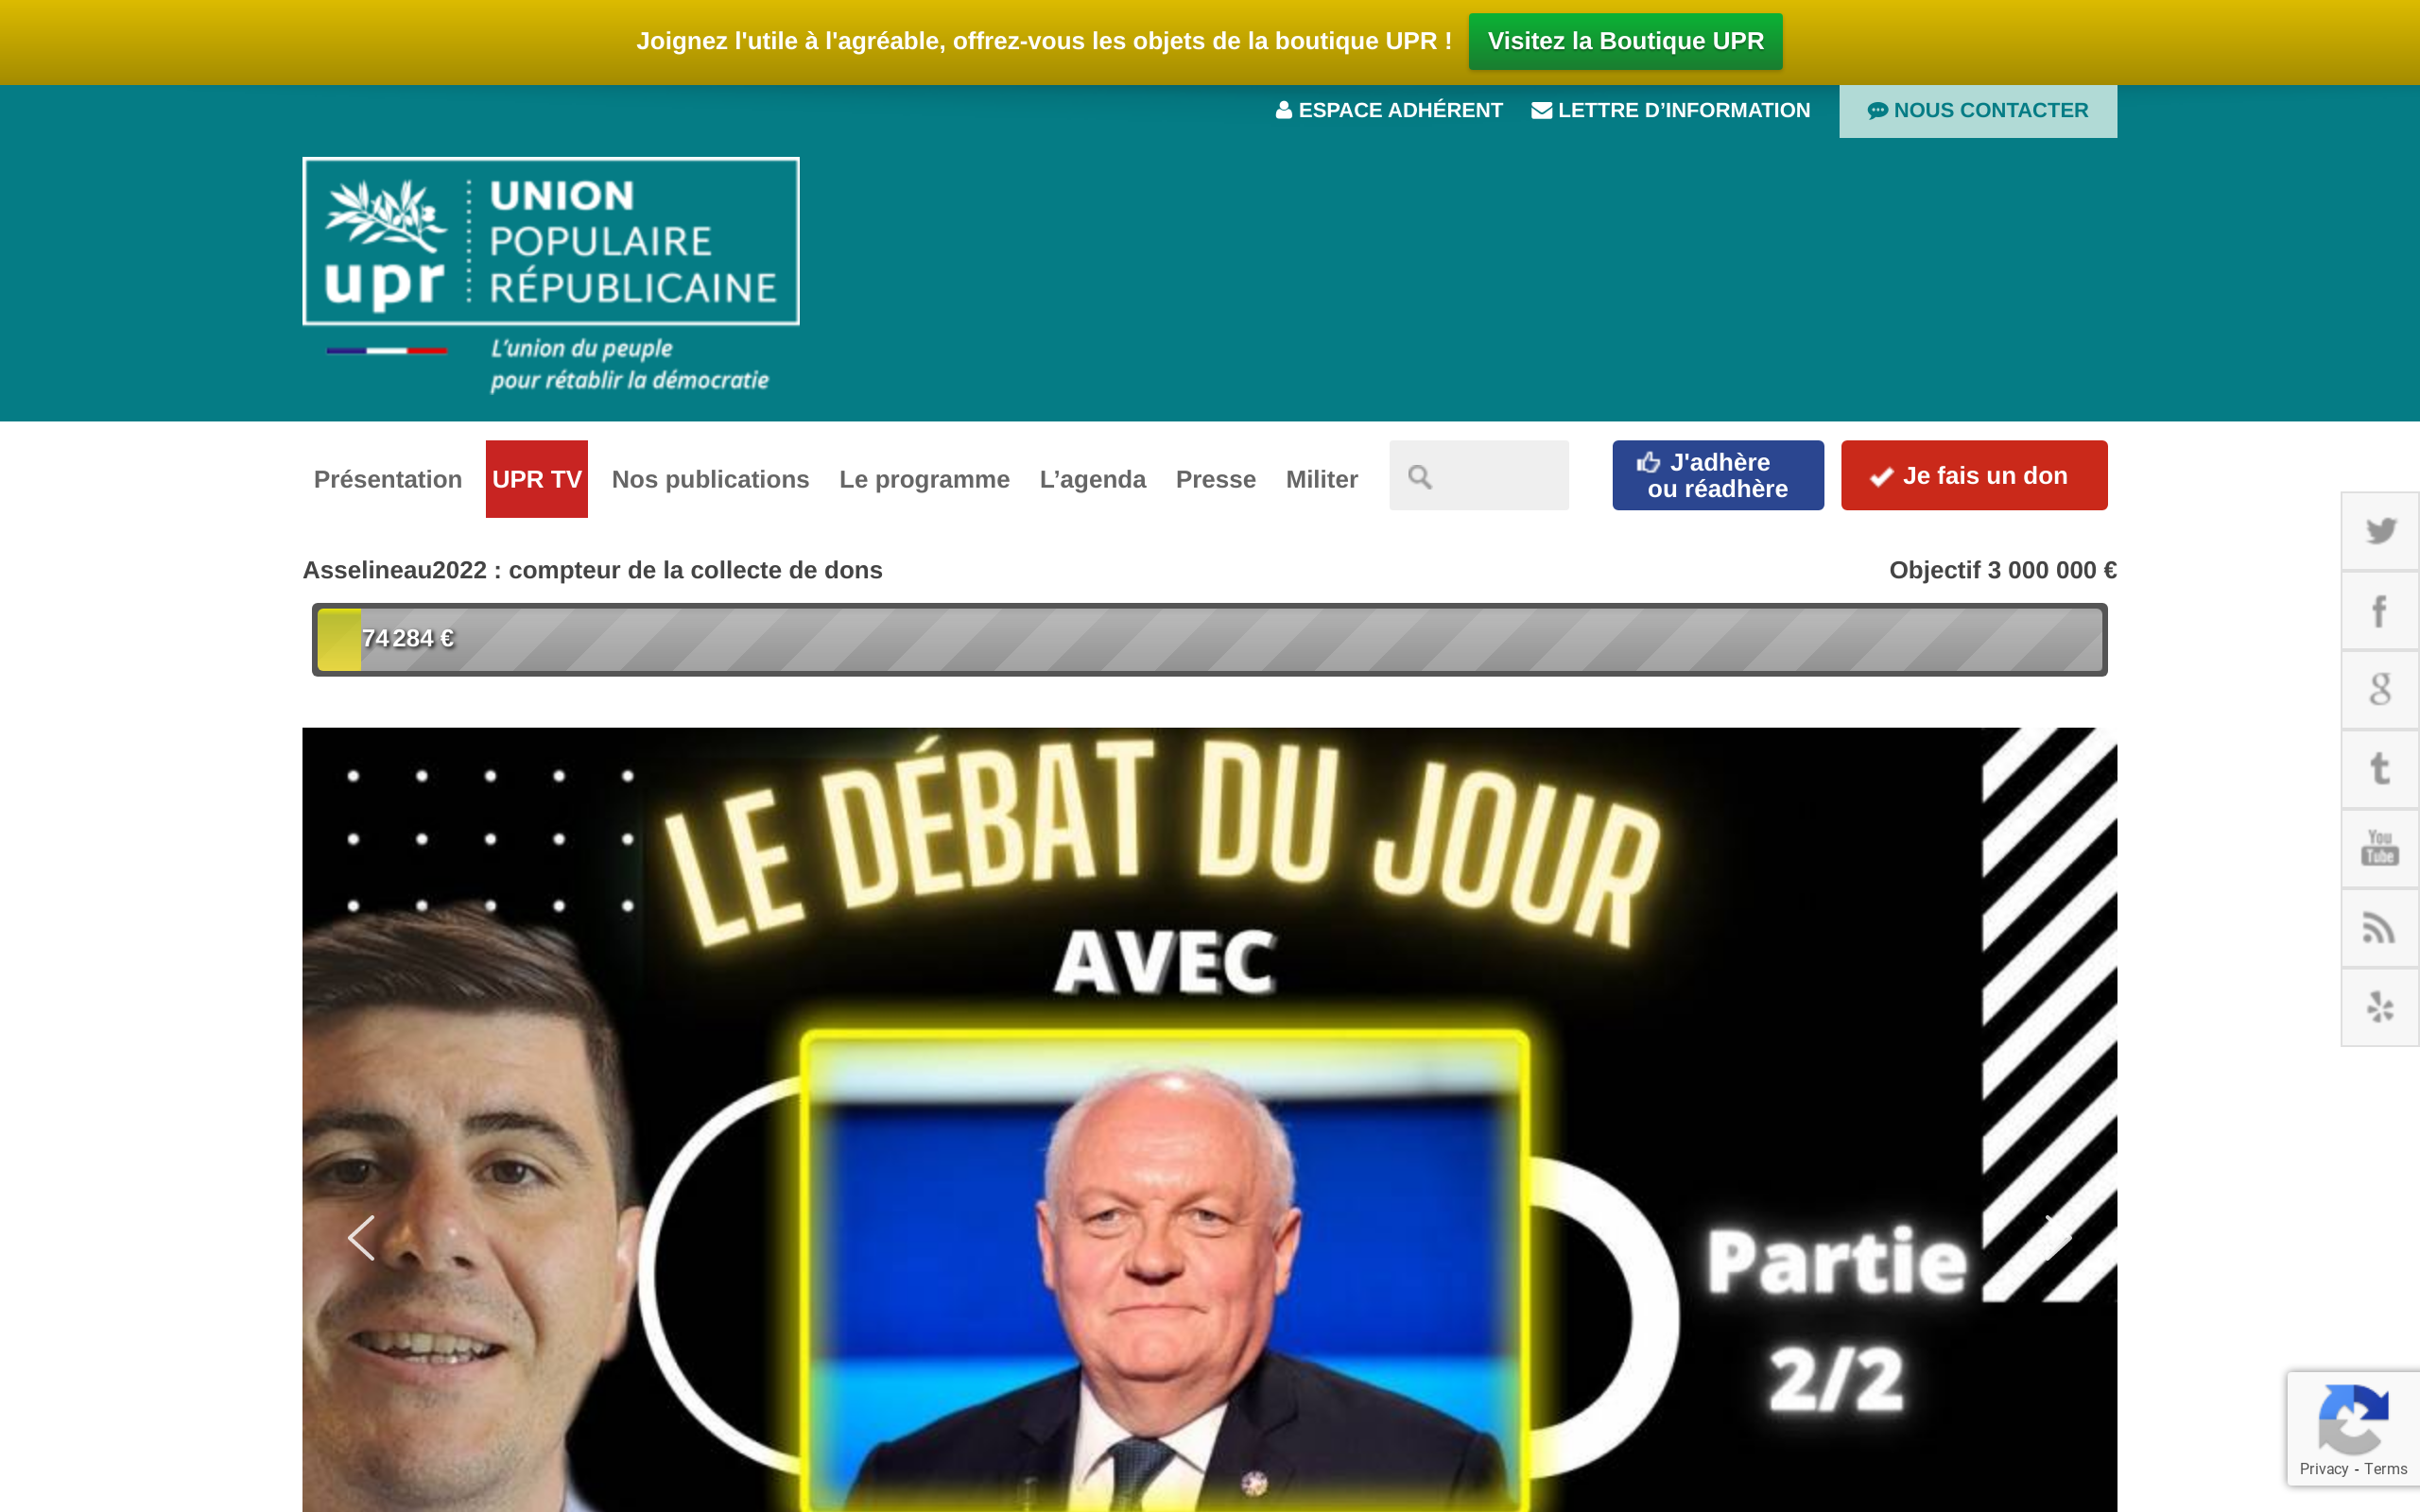 Joignez l'utile à l'agréable, offrez-vous les objets de la boutique UPR !
Visitez la Boutique UPR
ESPACE ADHÉRENT
LETTRE D’INFORMATION
NOUS CONTACTER
upr
UNION
POPULAIRE
RÉPUBLICAINE
L’union du peuple
pour rétablir la démocratie
Présentation
UPR TV
Nos publications
Le programme
L’agenda
Presse
Militer
J'adhère
ou réadhère
Je fais un don
Asselineau2022 : compteur de la collecte de dons
Objectif 3 000 000 €
74 284 €
LE DÉBAT DU JOUR
AVEC
Partie
2/2
You
Tube
Privacy - Terms